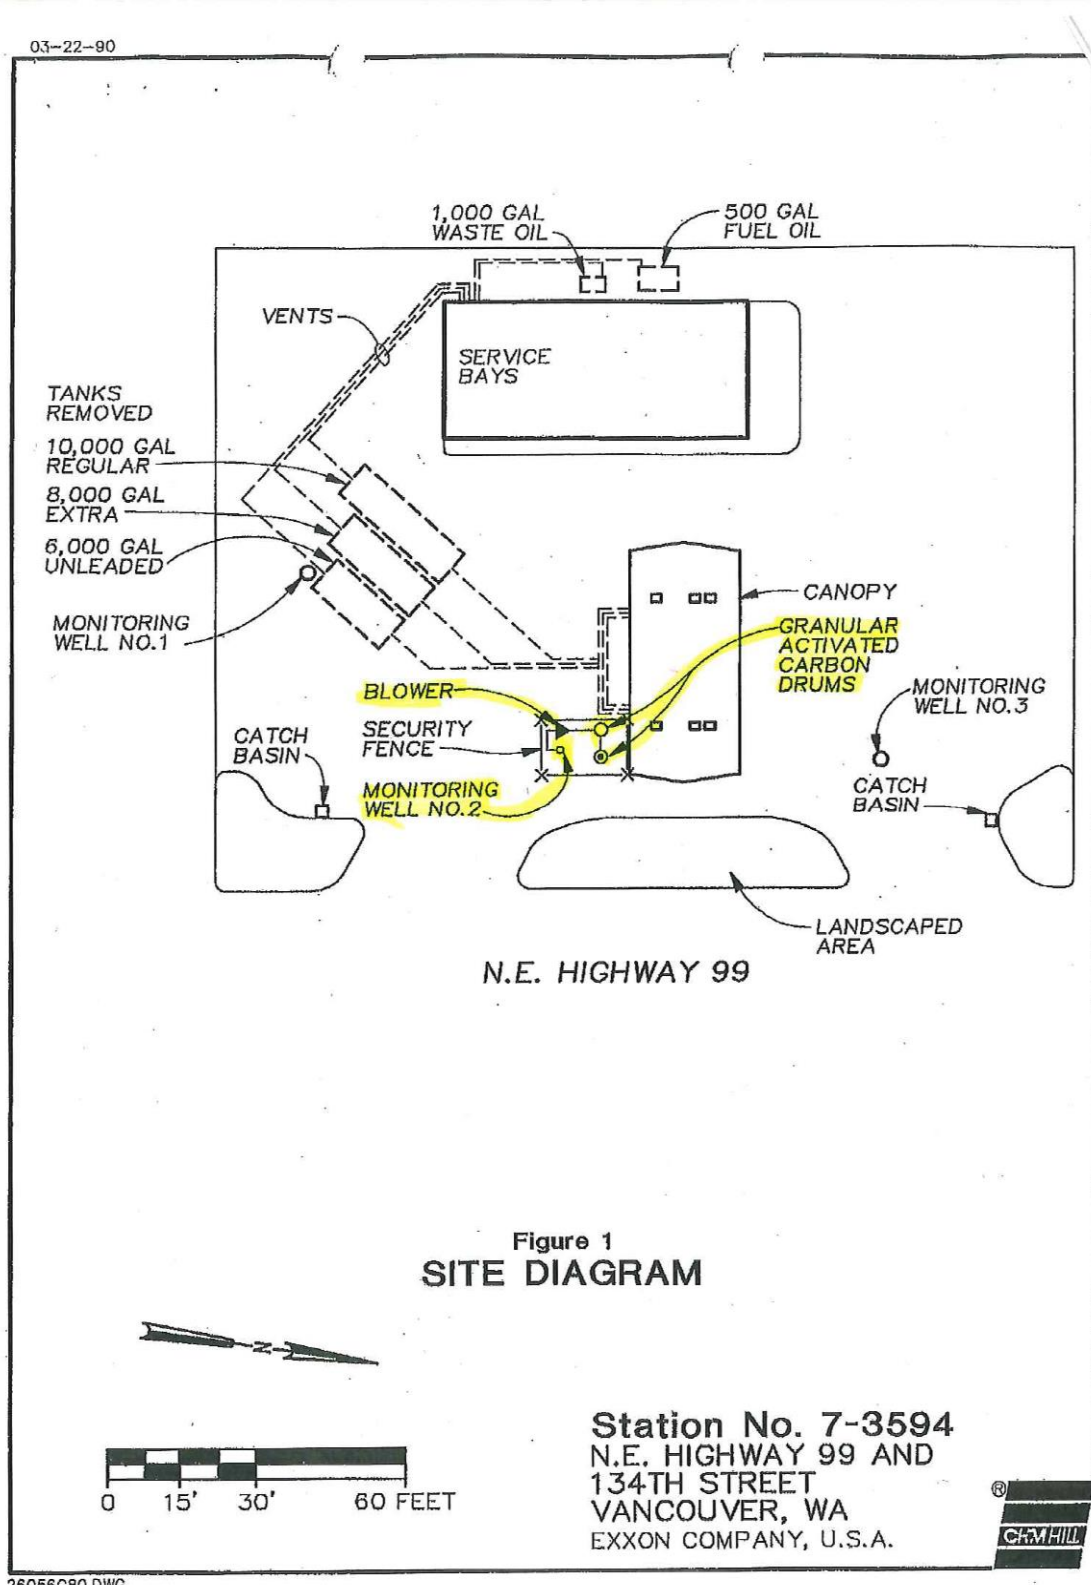 03-22-90
1,000 GAL
WASTE OIL
500 GAL
FUEL OIL
VENTS
SERVICE
BAYS
TANKS
REMOVED
10,000 GAL
REGULAR
8,000 GAL
EXTRA
6,000 GAL
UNLEADED
MONITORING
WELL NO.1
CANOPY
GRANULAR
ACTIVATED
CARBON
DRUMS
BLOWER
MONITORING
WELL NO.3
SECURITY
FENCE
CATCH
BASIN
MONITORING
WELL NO.2
CATCH
BASIN
LANDSCAPED
AREA
N.E. HIGHWAY 99
Figure 1
SITE DIAGRAM
N
0 15' 30' 60 FEET
Station No. 7-3594
N.E. HIGHWAY 99 AND
134TH STREET
VANCOUVER, WA
EXXON COMPANY, U.S.A.
®
CH2M HILL